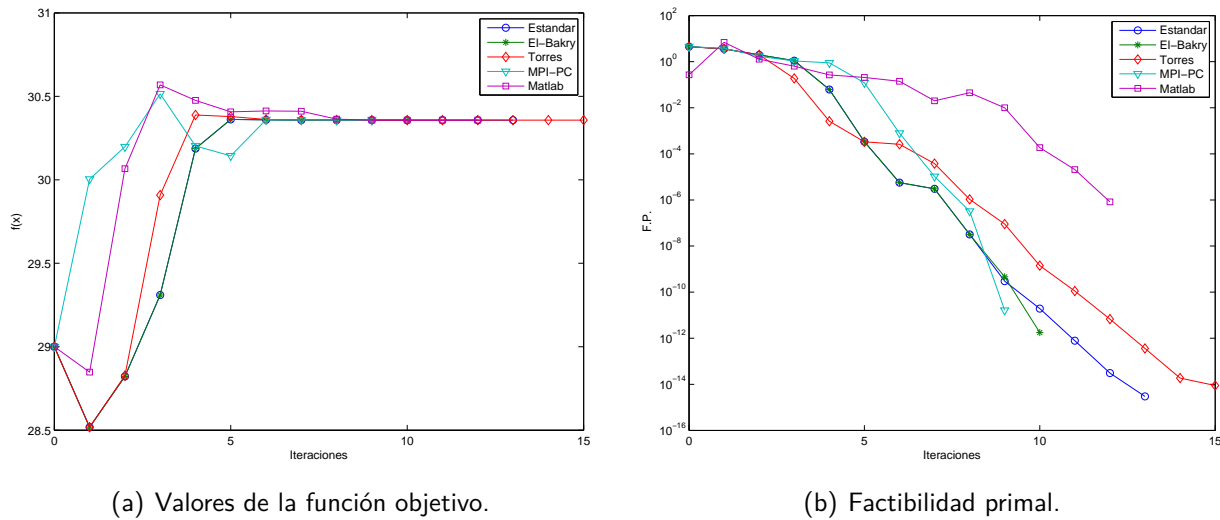 31
30.5
30
29.5
29
28.5
f(x)
0
5
10
15
Iteraciones
Estandar
El−Bakry
Torres
MPI−PC
Matlab
(a) Valores de la función objetivo.
10^2
10^0
10^−2
10^−4
10^−6
10^−8
10^−10
10^−12
10^−14
10^−16
F.P.
0
5
10
15
Iteraciones
Estandar
El−Bakry
Torres
MPI−PC
Matlab
(b) Factibilidad primal.